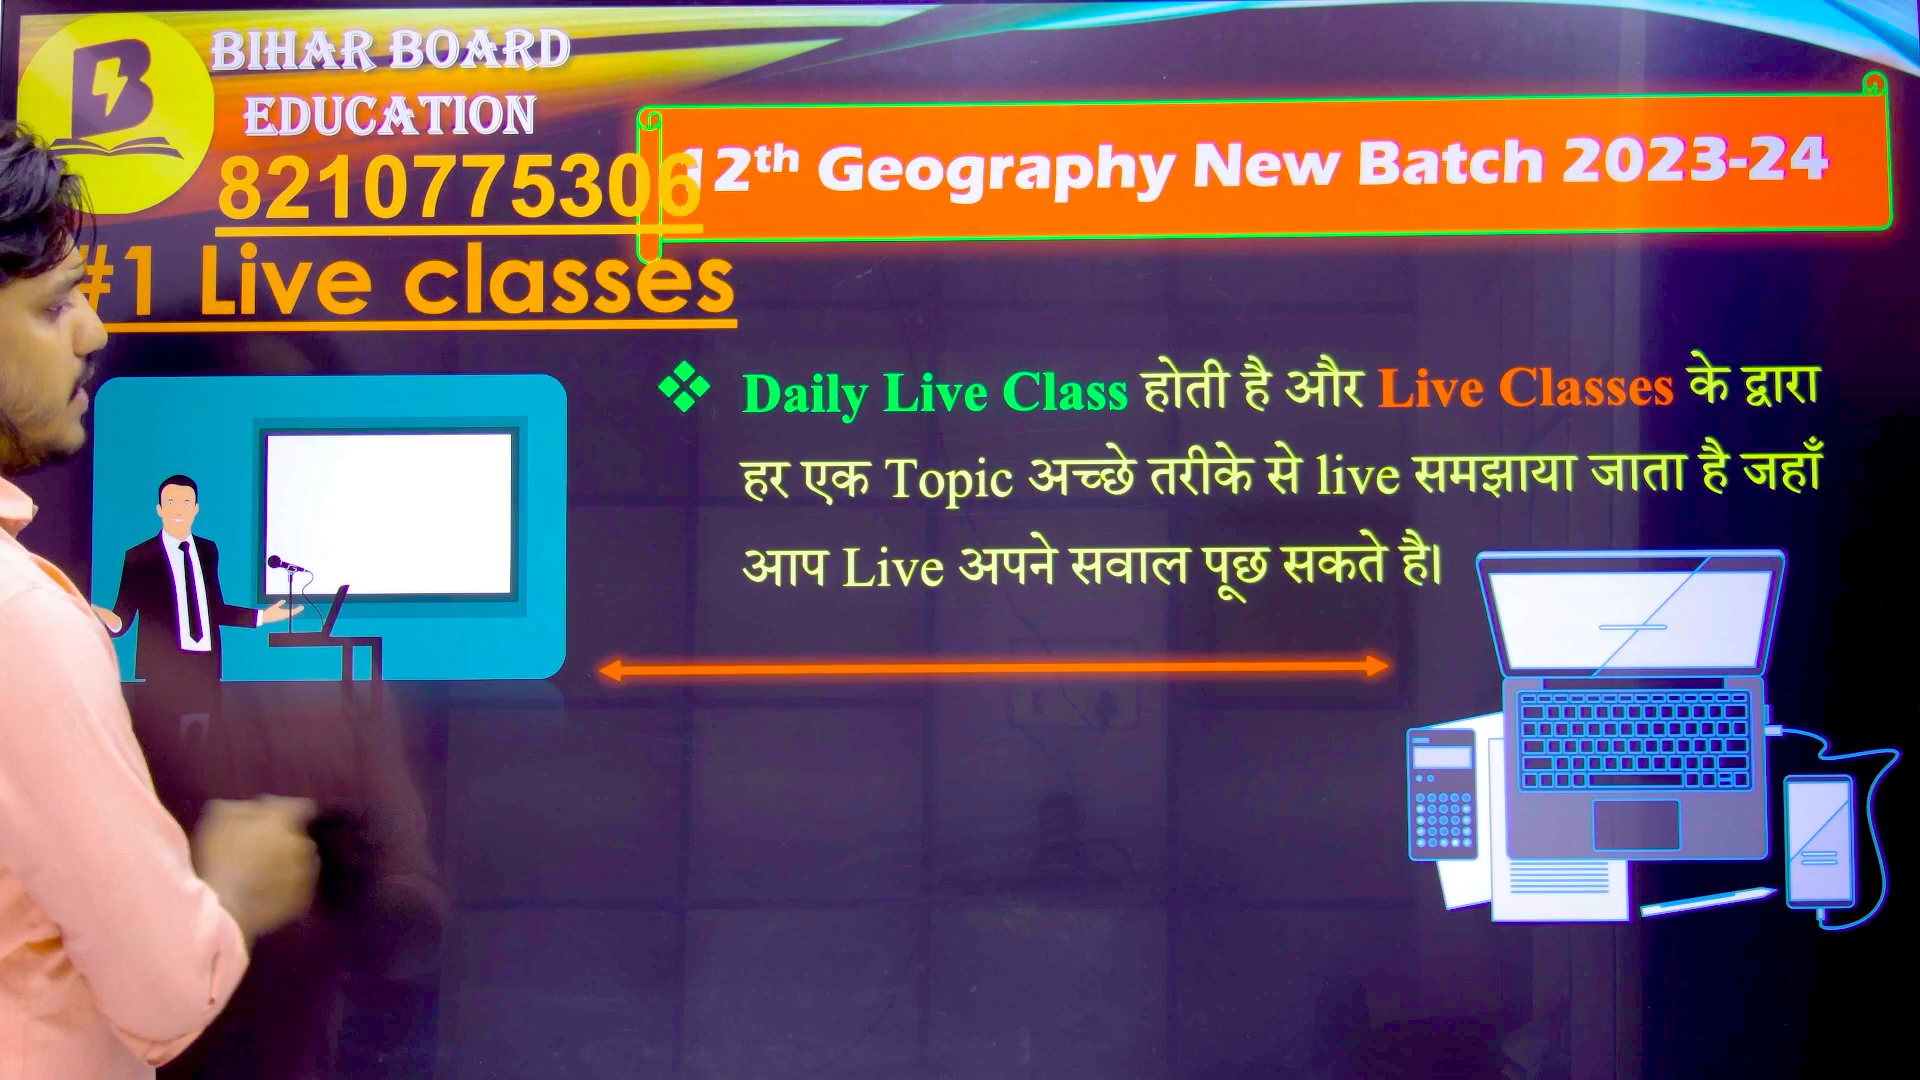 BIHAR BOARD
EDUCATION
8210775306
12th Geography New Batch 2023-24
#1 Live classes
❖ Daily Live Class होती है और Live Classes के द्वारा
हर एक Topic अच्छे तरीके से live समझाया जाता है जहाँ
आप Live अपने सवाल पूछ सकते है।